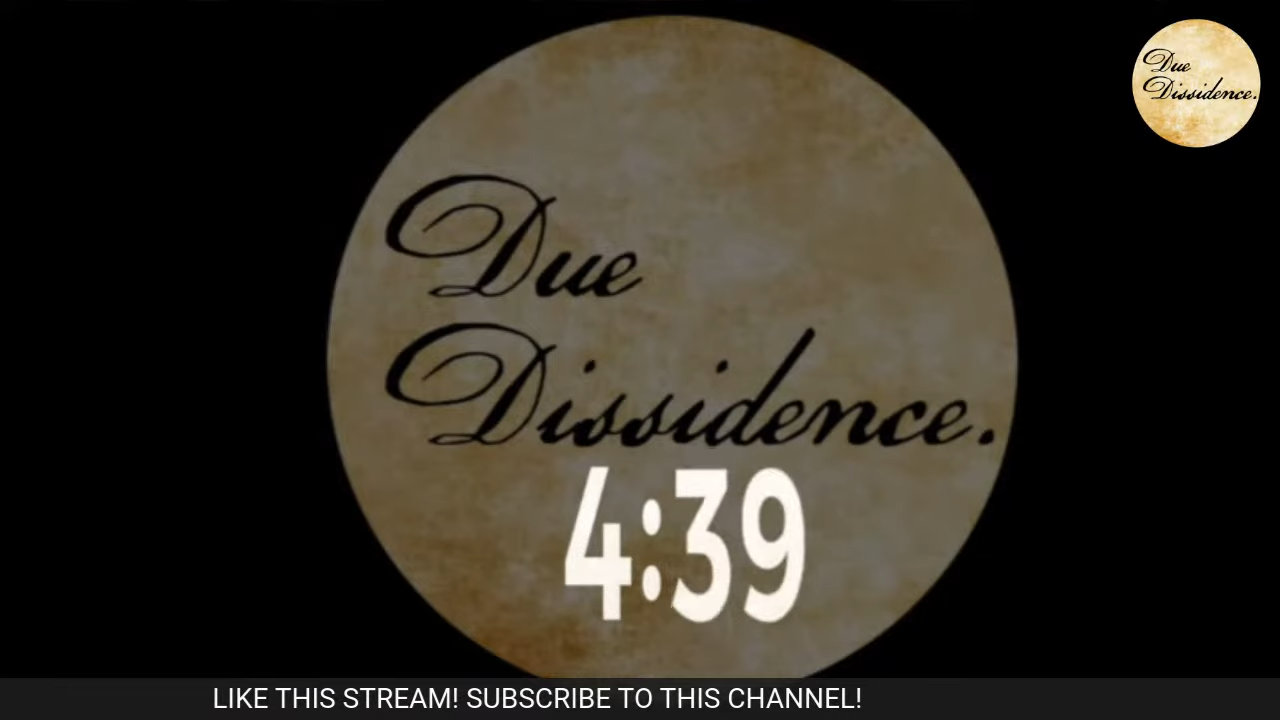 Due
Dissidence.
4:39
Due
Dissidence.
LIKE THIS STREAM! SUBSCRIBE TO THIS CHANNEL!